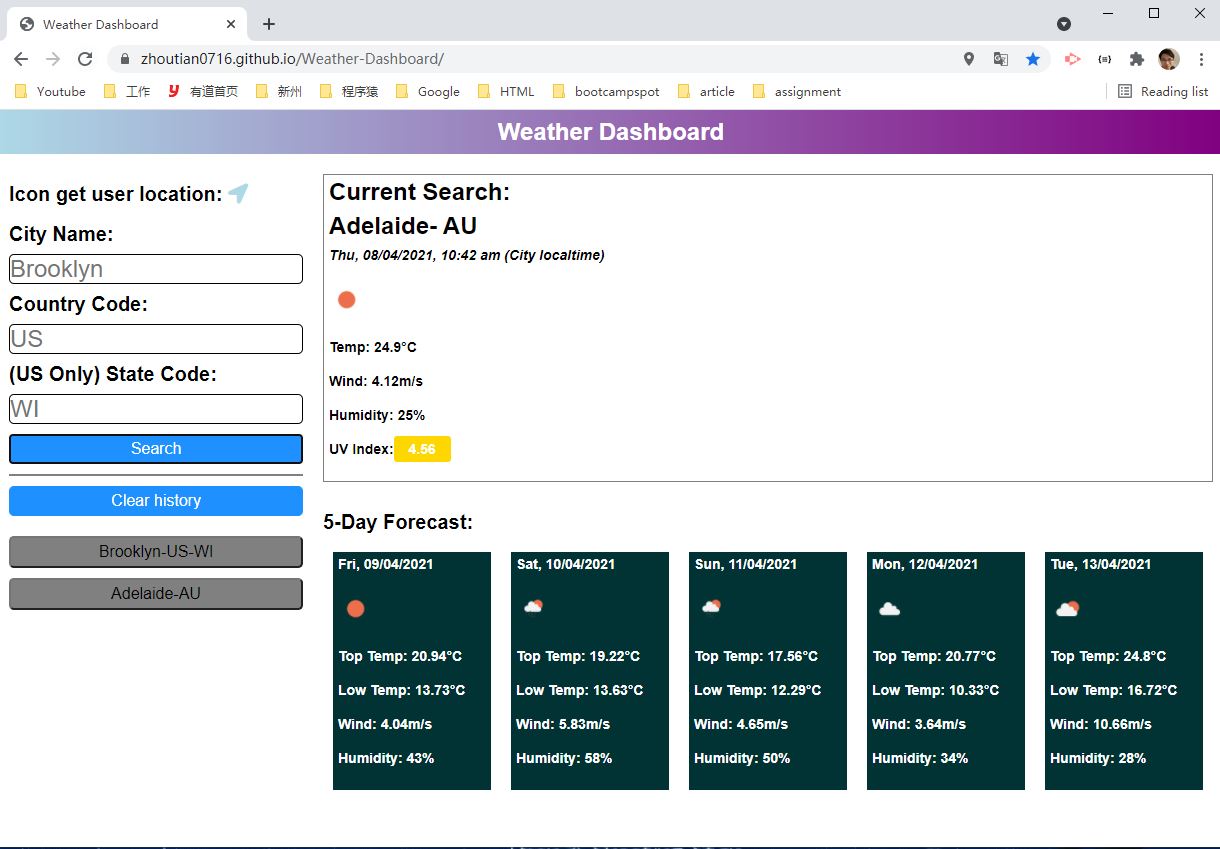 Weather Dashboard
zhoutian0716.github.io/Weather-Dashboard/
Youtube 工作 有道首页 新州 程序猿 Google HTML bootcampspot article assignment Reading list
Weather Dashboard
Icon get user location:
City Name:
Brooklyn
Country Code:
US
(US Only) State Code:
WI
Search
Clear history
Brooklyn-US-WI
Adelaide-AU
Current Search:
Adelaide- AU
Thu, 08/04/2021, 10:42 am (City localtime)
Temp: 24.9°C
Wind: 4.12m/s
Humidity: 25%
UV Index: 4.56
5-Day Forecast:
Fri, 09/04/2021
Top Temp: 20.94°C
Low Temp: 13.73°C
Wind: 4.04m/s
Humidity: 43%
Sat, 10/04/2021
Top Temp: 19.22°C
Low Temp: 13.63°C
Wind: 5.83m/s
Humidity: 58%
Sun, 11/04/2021
Top Temp: 17.56°C
Low Temp: 12.29°C
Wind: 4.65m/s
Humidity: 50%
Mon, 12/04/2021
Top Temp: 20.77°C
Low Temp: 10.33°C
Wind: 3.64m/s
Humidity: 34%
Tue, 13/04/2021
Top Temp: 24.8°C
Low Temp: 16.72°C
Wind: 10.66m/s
Humidity: 28%